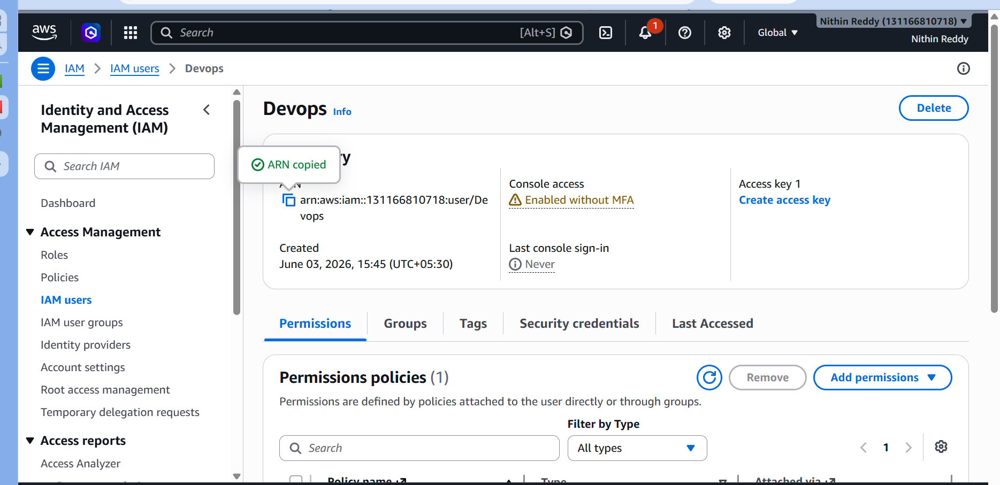 aws
Search
[Alt+S]
1
Global
Nithin Reddy (131166810718)
Nithin Reddy
IAM
IAM users
Devops
Identity and Access
Management (IAM)
Search IAM
Dashboard
Access Management
Roles
Policies
IAM users
IAM user groups
Identity providers
Account settings
Root access management
Temporary delegation requests
Access reports
Access Analyzer
Devops Info
Delete
ARN copied
arn:aws:iam::131166810718:user/De
vops
Created
June 03, 2026, 15:45 (UTC+05:30)
Console access
Enabled without MFA
Last console sign-in
Never
Access key 1
Create access key
Permissions
Groups
Tags
Security credentials
Last Accessed
Permissions policies (1)
Remove
Add permissions
Permissions are defined by policies attached to the user directly or through groups.
Filter by Type
Search
All types
1
Policy name
Type
Attached via